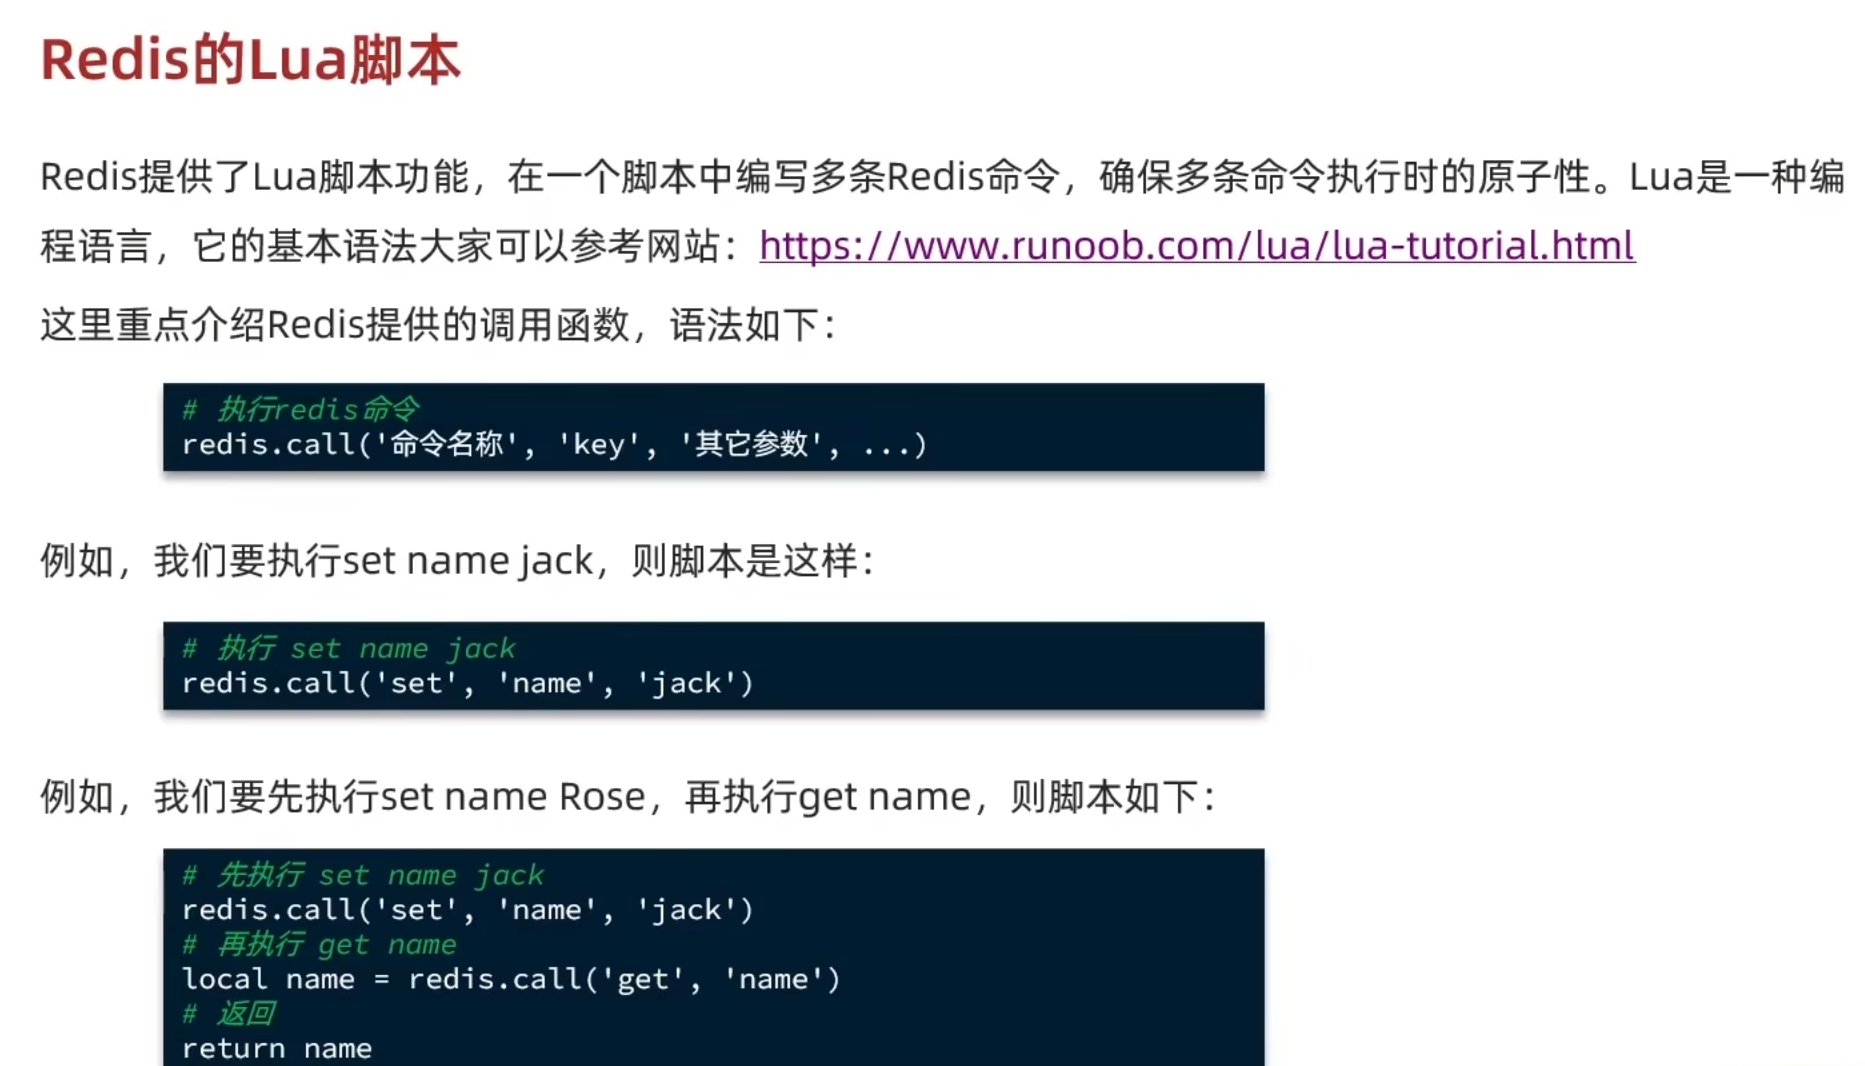 Redis的Lua脚本
Redis提供了Lua脚本功能，在一个脚本中编写多条Redis命令，确保多条命令执行时的原子性。Lua是一种编
程语言，它的基本语法大家可以参考网站：https://www.runoob.com/lua/lua-tutorial.html
这里重点介绍Redis提供的调用函数，语法如下：
# 执行redis命令
redis.call('命令名称', 'key', '其它参数', ...)
例如，我们要执行set name jack，则脚本是这样：
# 执行 set name jack
redis.call('set', 'name', 'jack')
例如，我们要先执行set name Rose，再执行get name，则脚本如下：
# 先执行 set name jack
redis.call('set', 'name', 'jack')
# 再执行 get name
local name = redis.call('get', 'name')
# 返回
return name